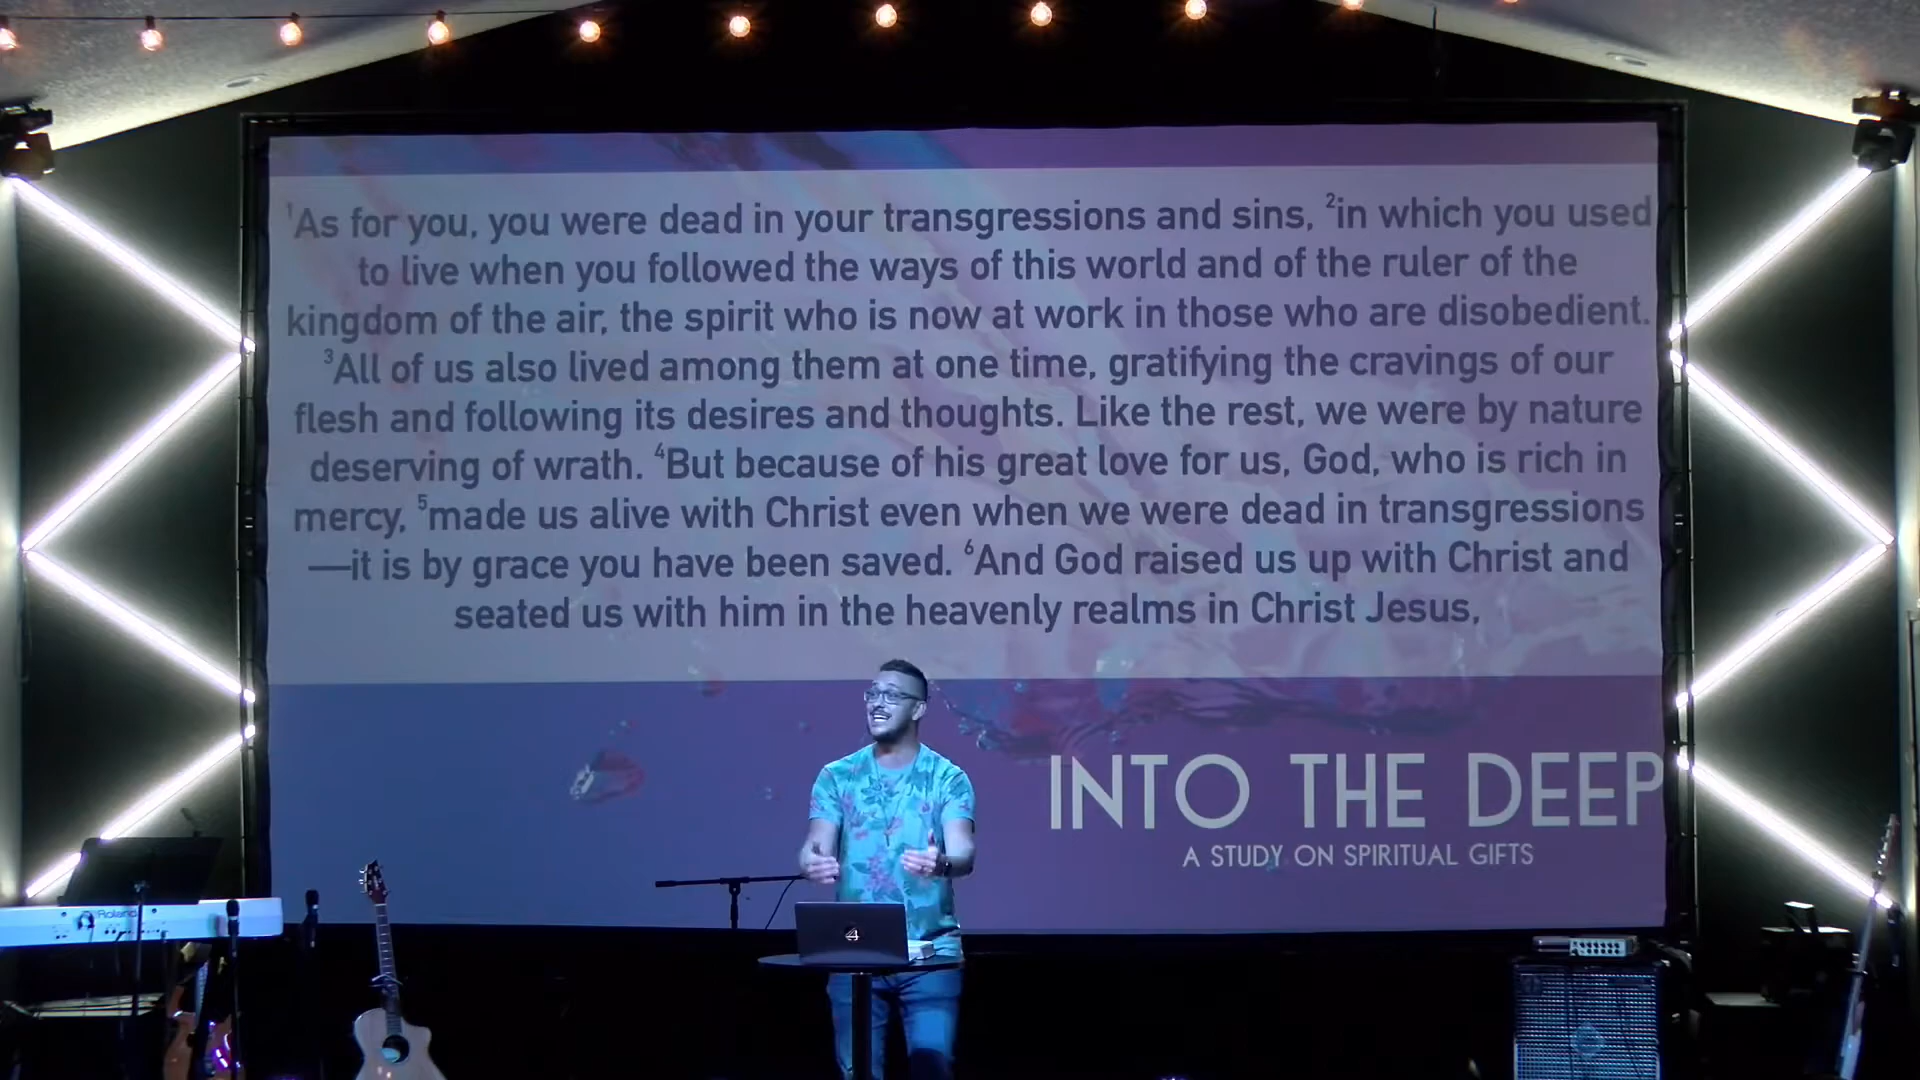 ¹As for you, you were dead in your transgressions and sins, ²in which you used
to live when you followed the ways of this world and of the ruler of the
kingdom of the air, the spirit who is now at work in those who are disobedient.
³All of us also lived among them at one time, gratifying the cravings of our
flesh and following its desires and thoughts. Like the rest, we were by nature
deserving of wrath. ⁴But because of his great love for us, God, who is rich in
mercy, ⁵made us alive with Christ even when we were dead in transgressions
—it is by grace you have been saved. ⁶And God raised us up with Christ and
seated us with him in the heavenly realms in Christ Jesus,
INTO THE DEEP
A STUDY ON SPIRITUAL GIFTS
Roland
4